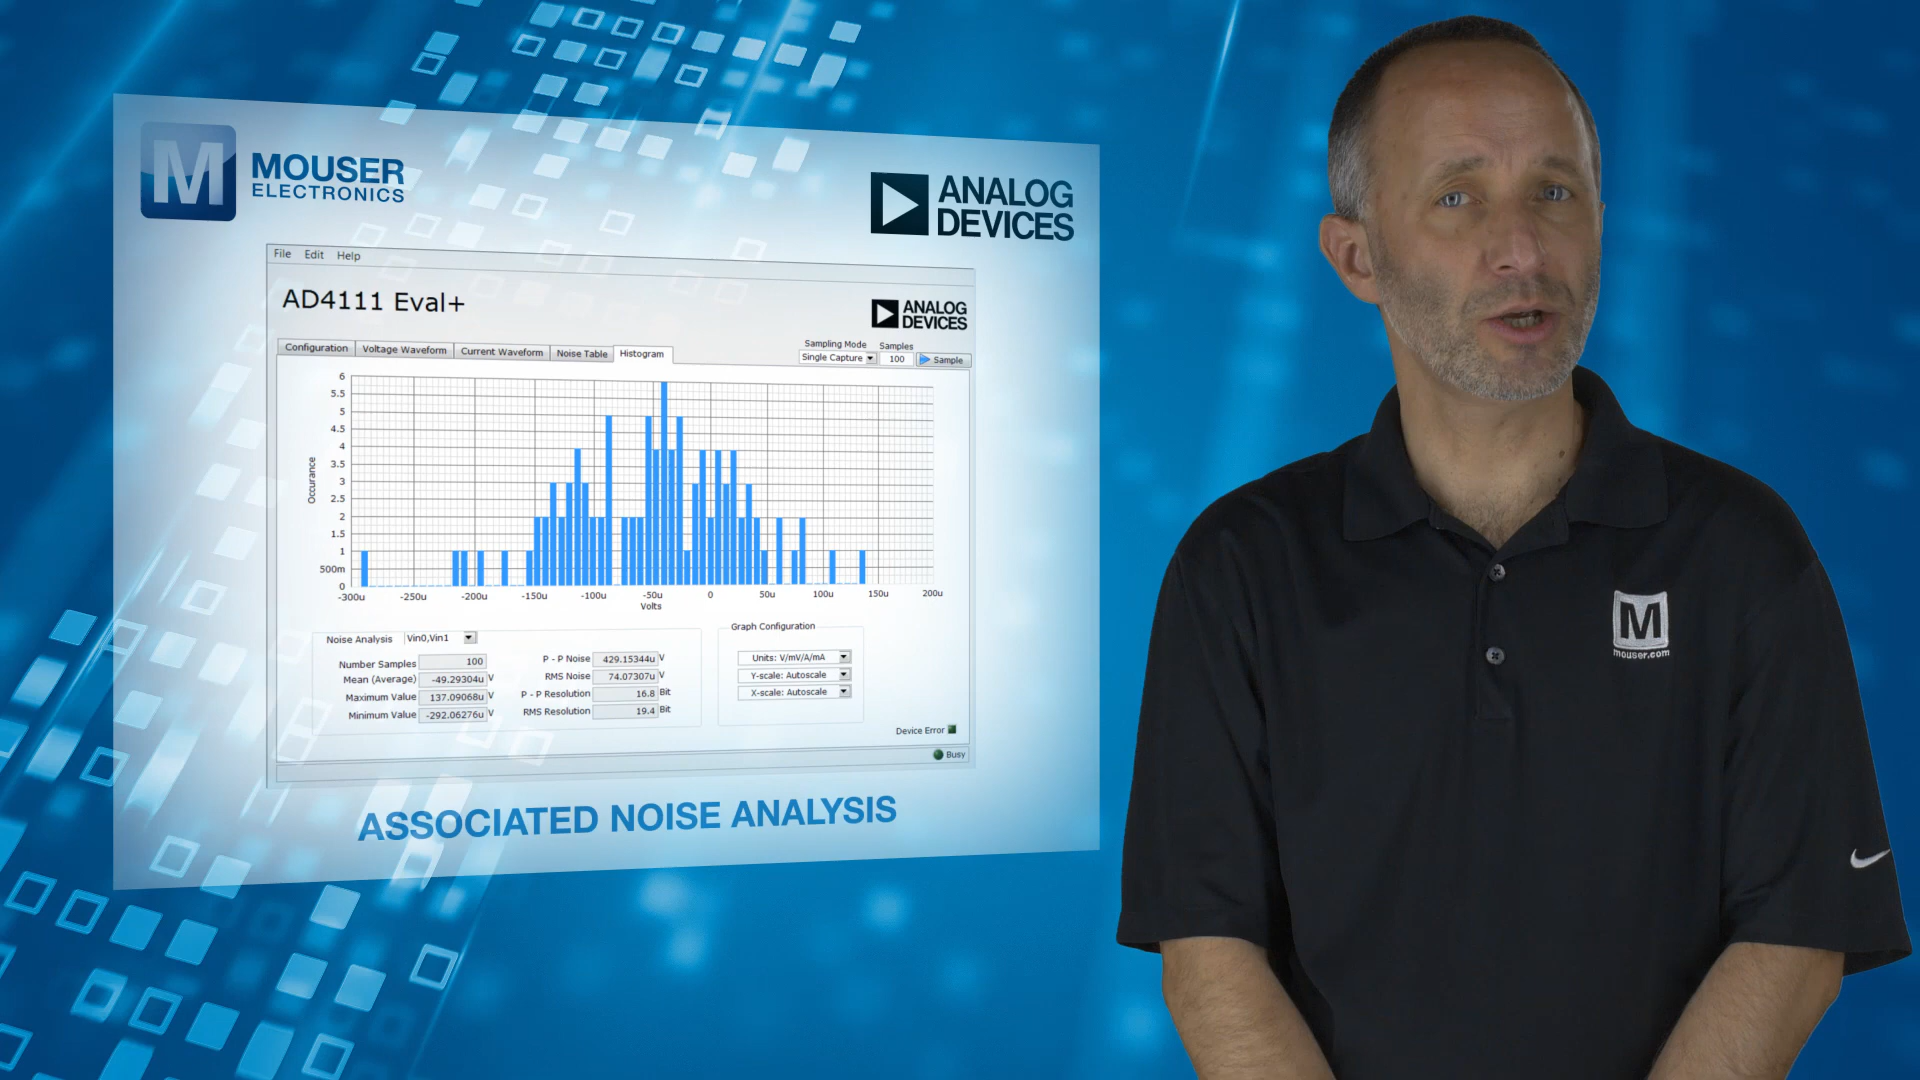 MOUSER
ELECTRONICS
ANALOG
DEVICES
File Edit Help
AD4111 Eval+
ANALOG
DEVICES
Configuration Voltage Waveform Current Waveform Noise Table Histogram
Sampling Mode Samples
Single Capture 100 Sample
6
5.5
5
4.5
4
3.5
3
2.5
2
1.5
1
500m
0
Occurance
-300u -250u -200u -150u -100u -50u 0 50u 100u 150u 200u
Volts
Noise Analysis Vin0,Vin1
Number Samples 100
Mean (Average) -49.29304u V
Maximum Value 137.09068u V
Minimum Value -292.06276u V
P - P Noise 429.15344u V
RMS Noise 74.07307u V
P - P Resolution 16.8 Bit
RMS Resolution 19.4 Bit
Graph Configuration
Units: V/mV/A/mA
Y-scale: Autoscale
X-scale: Autoscale
Device Error
Busy
ASSOCIATED NOISE ANALYSIS
M
mouser.com